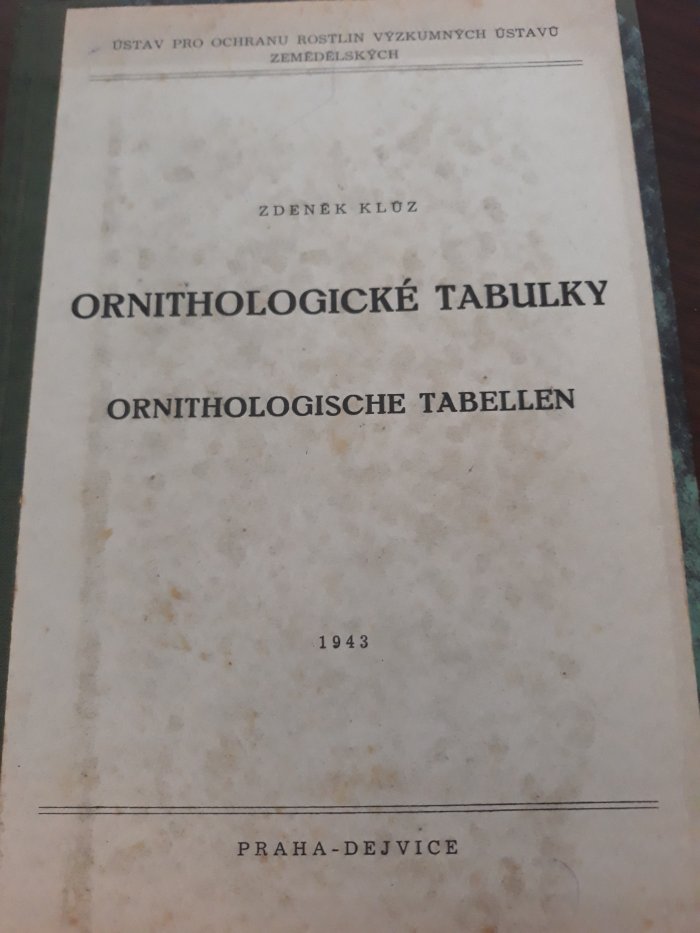 ÚSTAV PRO OCHRANU ROSTLIN VÝZKUMNÝCH ÚSTAVŮ
ZEMĚDĚLSKÝCH
ZDENĚK KLŮZ
ORNITHOLOGICKÉ TABULKY
ORNITHOLOGISCHE TABELLEN
1943
PRAHA-DEJVICE